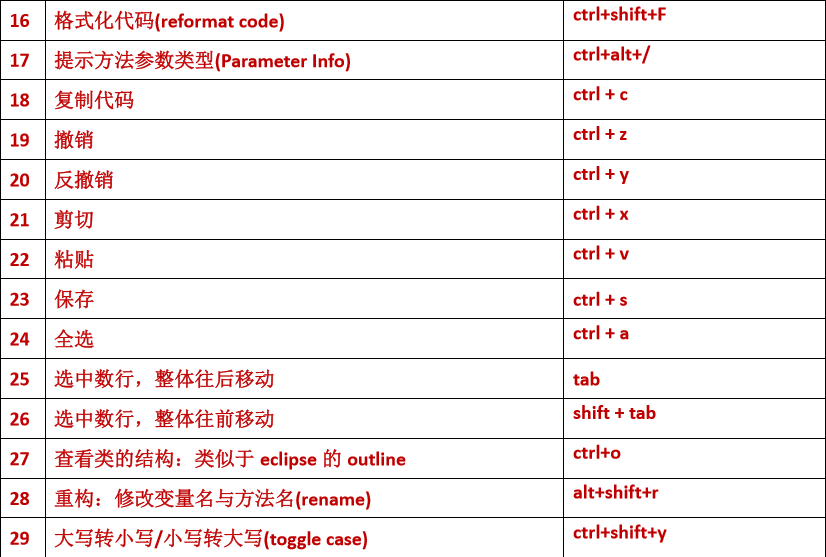 16 格式化代码(reformat code) ctrl+shift+F
17 提示方法参数类型(Parameter Info) ctrl+alt+/
18 复制代码 ctrl + c
19 撤销 ctrl + z
20 反撤销 ctrl + y
21 剪切 ctrl + x
22 粘贴 ctrl + v
23 保存 ctrl + s
24 全选 ctrl + a
25 选中数行，整体往后移动 tab
26 选中数行，整体往前移动 shift + tab
27 查看类的结构：类似于 eclipse 的 outline ctrl+o
28 重构：修改变量名与方法名(rename) alt+shift+r
29 大写转小写/小写转大写(toggle case) ctrl+shift+y